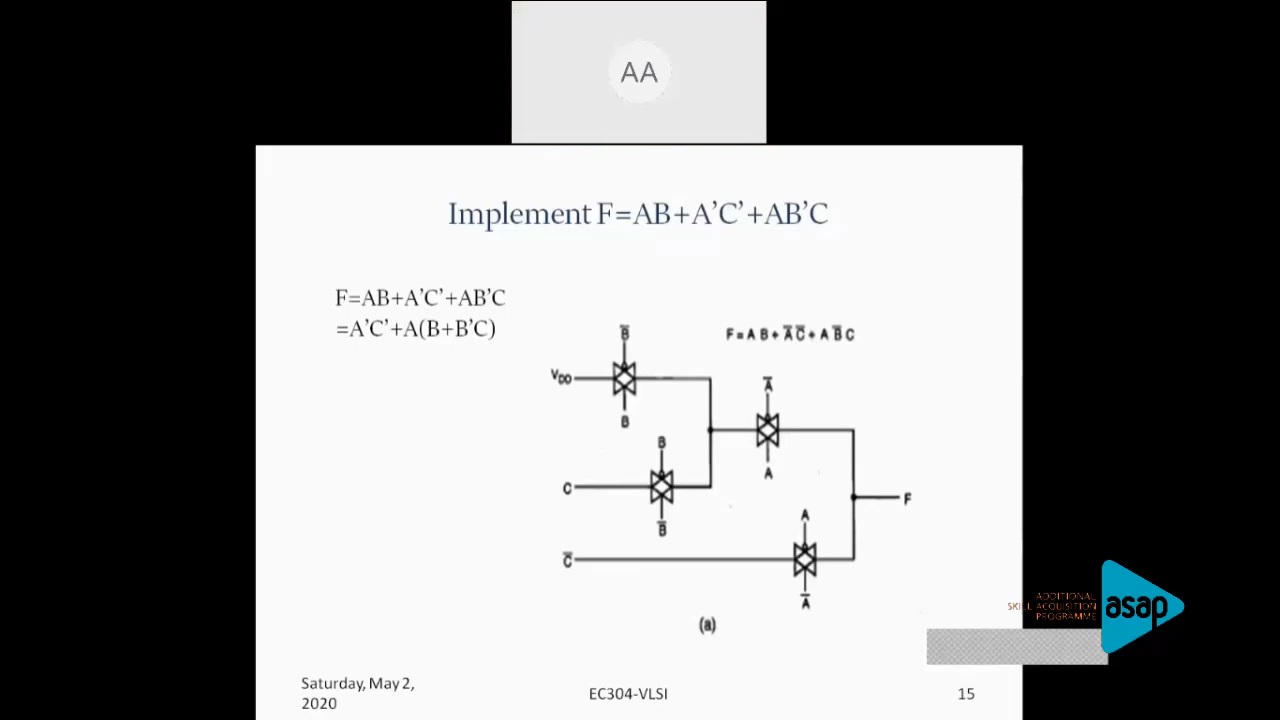 AA
Implement F=AB+A’C’+AB’C
F=AB+A’C’+AB’C
=A’C’+A(B+B’C)
B̅
F = A B + A̅ C̅ + A B̅ C
VDD
A̅
B
B
A
C
F
A
B̅
C̅
A̅
(a)
ADDITIONAL
SKILL ACQUISITION
PROGRAMME
asap
Saturday, May 2,
2020
EC304-VLSI
15